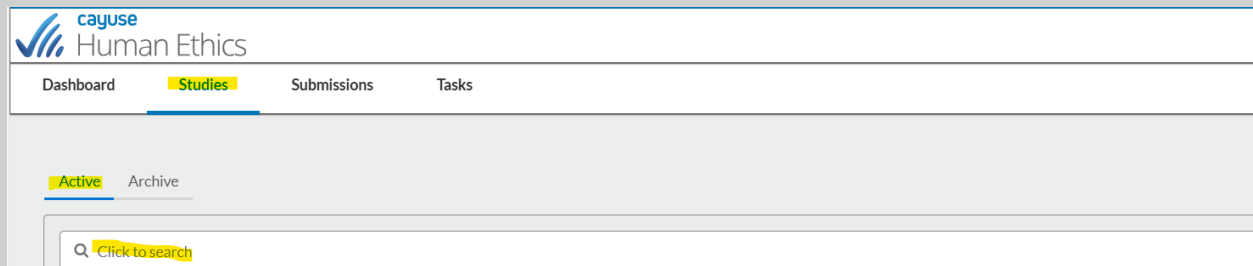 cayuse
Human Ethics
Dashboard Studies Submissions Tasks
Active Archive
Click to search